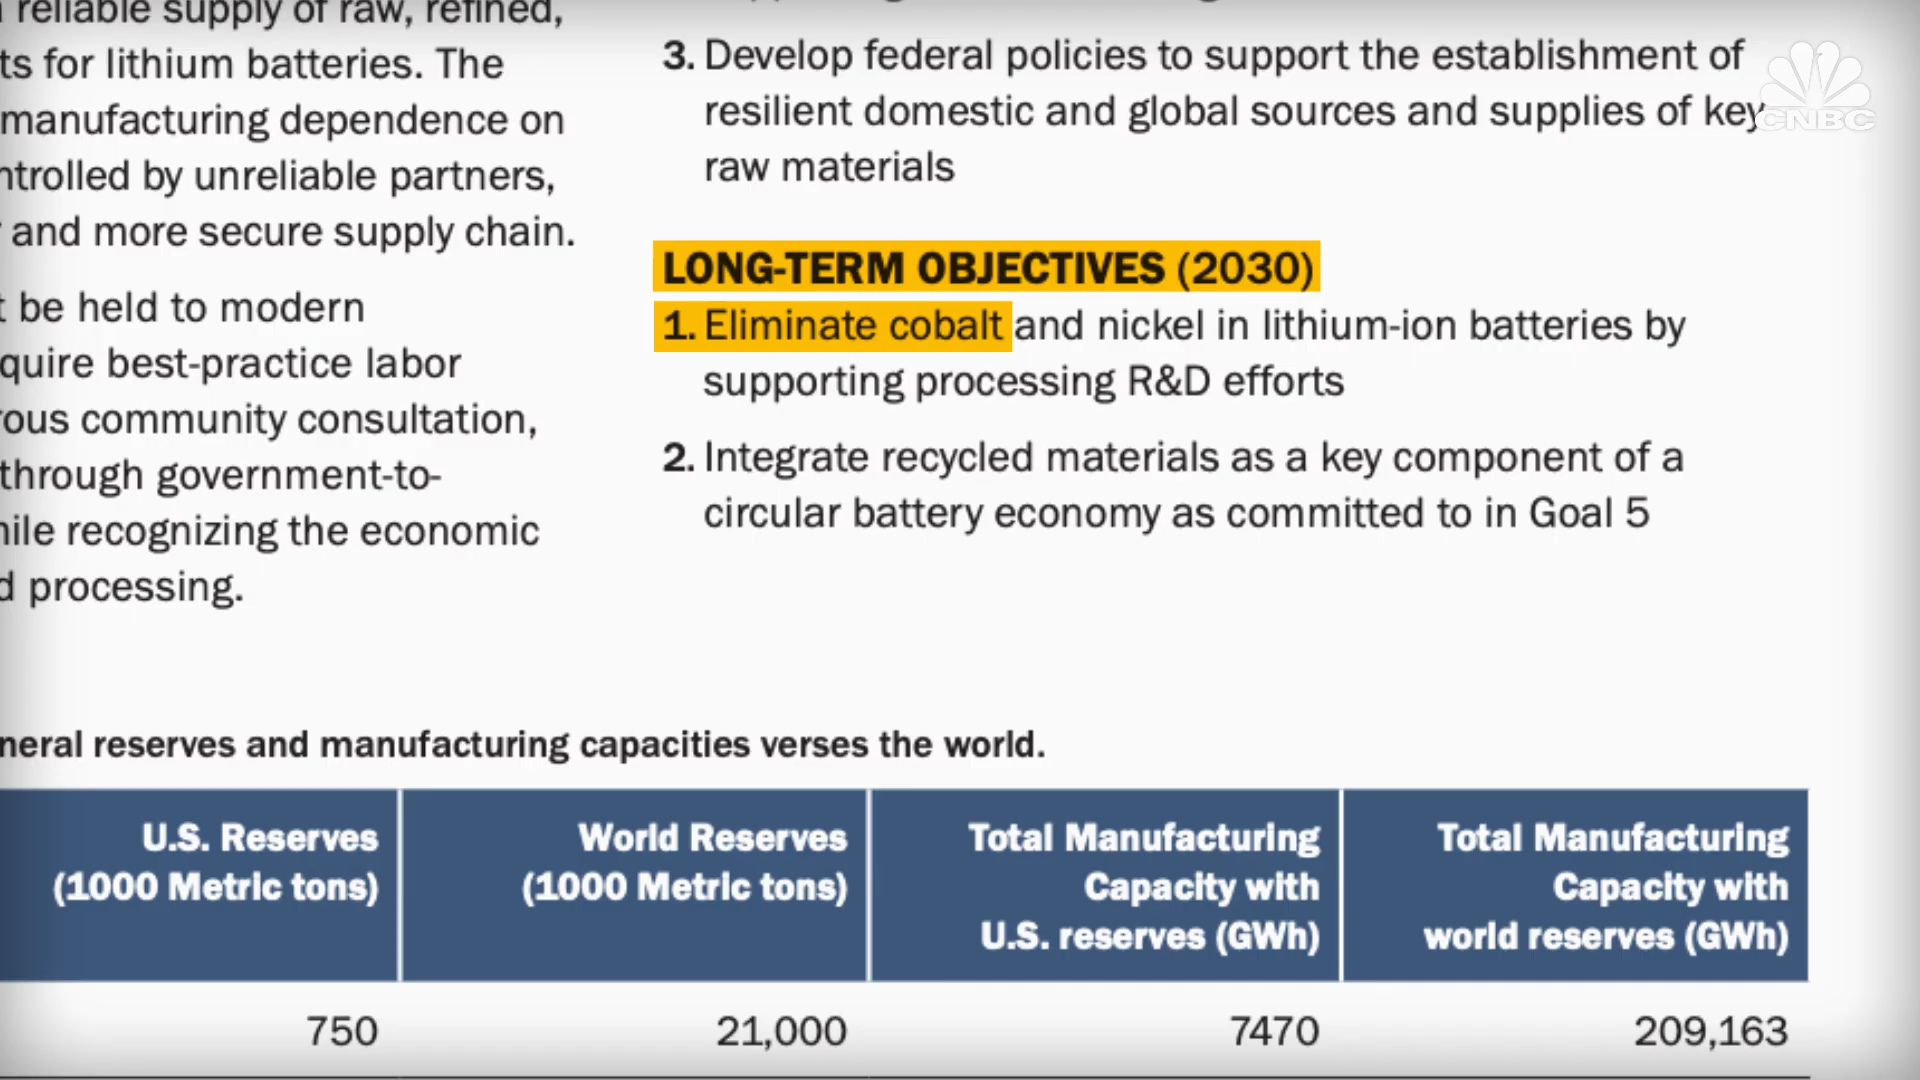 reliable supply of raw, refined,
ts for lithium batteries. The
manufacturing dependence on
ntrolled by unreliable partners,
and more secure supply chain.
t be held to modern
quire best-practice labor
rous community consultation,
through government-to-
hile recognizing the economic
d processing.
3. Develop federal policies to support the establishment of
resilient domestic and global sources and supplies of key
raw materials
CNBC
LONG-TERM OBJECTIVES (2030)
1. Eliminate cobalt and nickel in lithium-ion batteries by
supporting processing R&D efforts
2. Integrate recycled materials as a key component of a
circular battery economy as committed to in Goal 5
neral reserves and manufacturing capacities verses the world.
U.S. Reserves
(1000 Metric tons)
World Reserves
(1000 Metric tons)
Total Manufacturing
Capacity with
U.S. reserves (GWh)
Total Manufacturing
Capacity with
world reserves (GWh)
750 21,000 7470 209,163